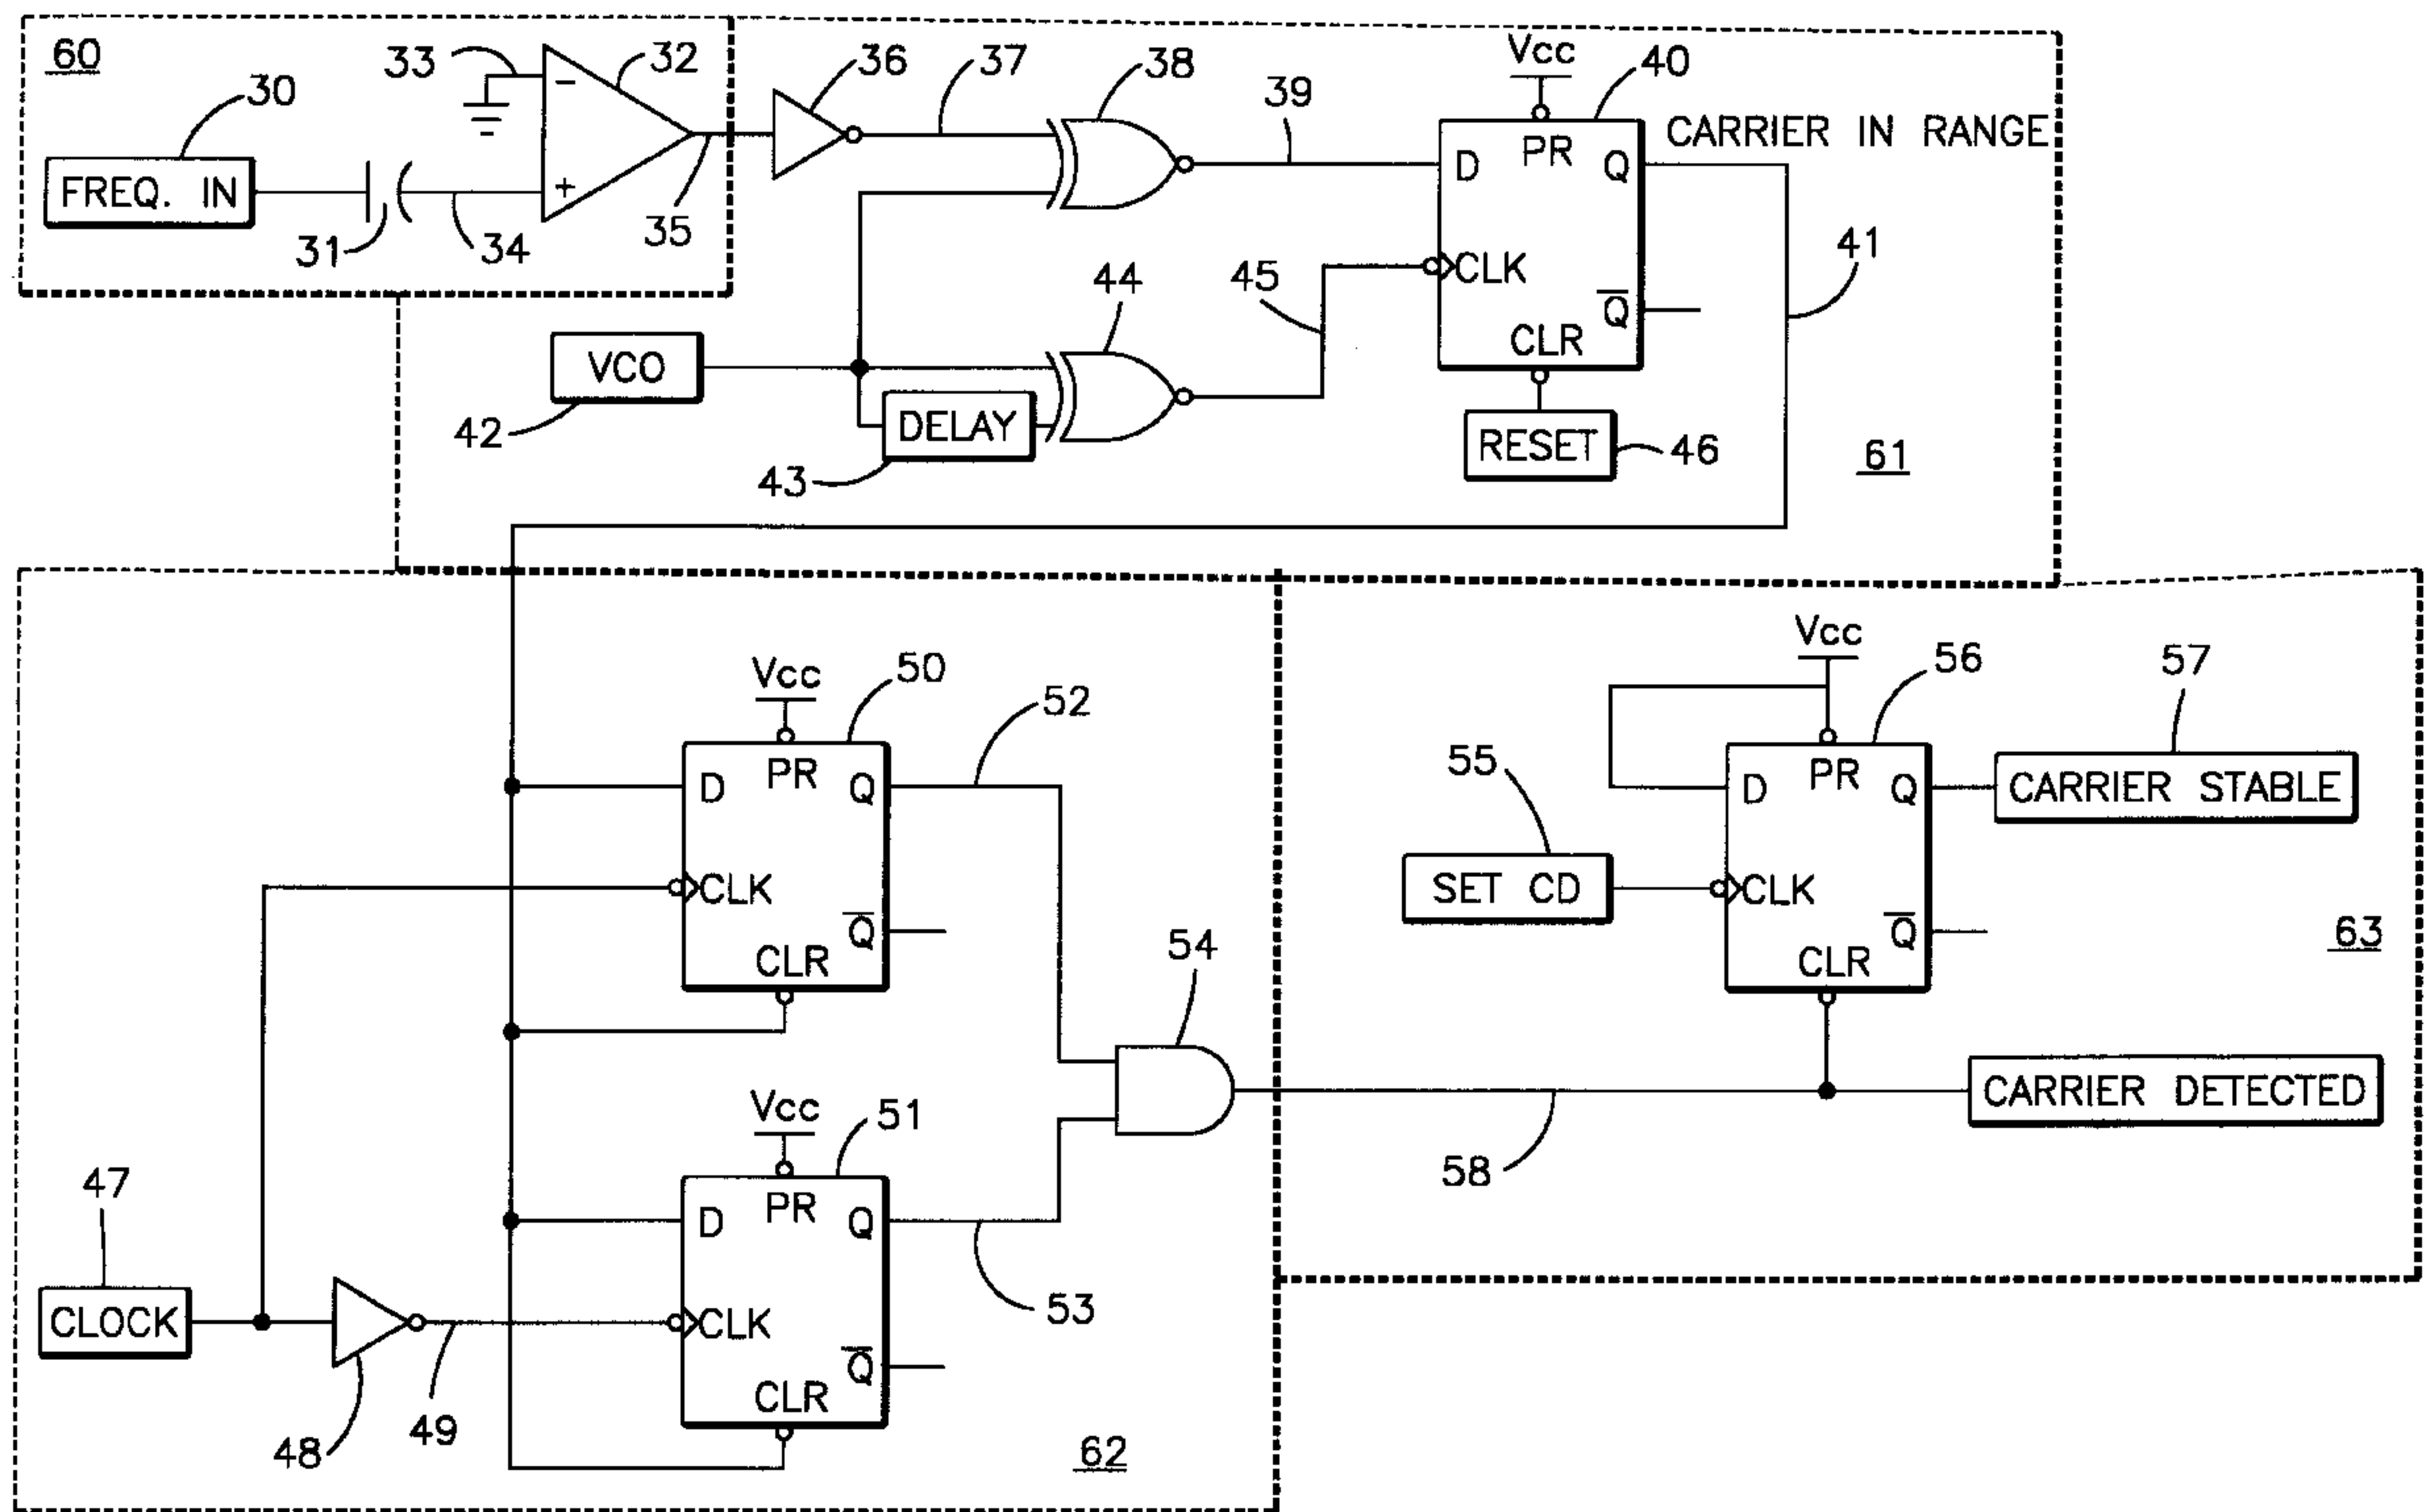 60
33
32
36
37
38
Vcc
40
30
39
CARRIER IN RANGE
-
D
PR
Q
FREQ. IN
+
31
34
35
45
CLK
41
44
Q
CLR
VCO
42
DELAY
43
RESET
46
61
Vcc
50
52
Vcc
56
57
D
PR
Q
55
D
PR
Q
CARRIER STABLE
CLK
SET CD
CLK
Q
54
Q
63
CLR
CLR
Vcc
51
CARRIER DETECTED
47
58
D
PR
Q
CLOCK
CLK
53
Q
CLR
48
49
62